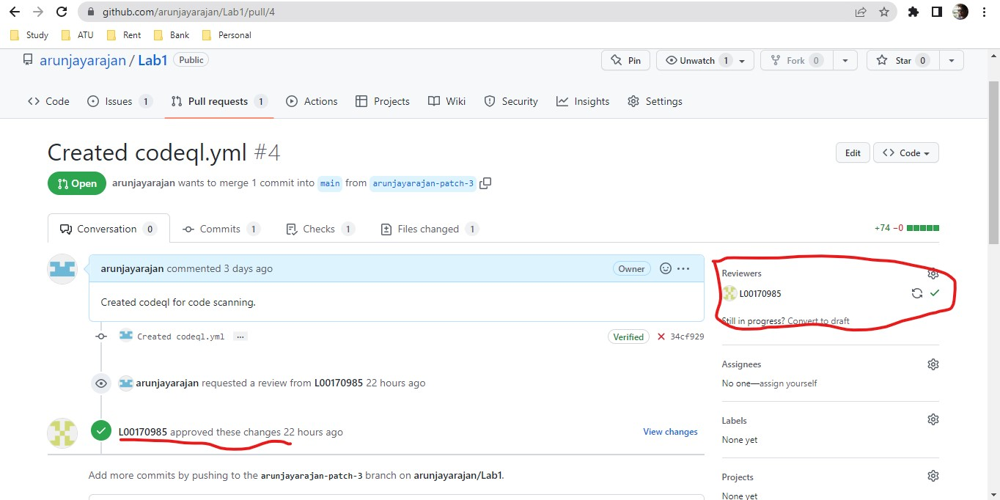 github.com/arunjayarajan/Lab1/pull/4
Study ATU Rent Bank Personal
arunjayarajan / Lab1 Public Pin Unwatch 1 Fork 0 Star 0
Code Issues 1 Pull requests 1 Actions Projects Wiki Security Insights Settings
Created codeql.yml #4 Edit Code
Open arunjayarajan wants to merge 1 commit into main from arunjayarajan-patch-3
Conversation 0 Commits 1 Checks 1 Files changed 1 +74 −0
arunjayarajan commented 3 days ago Owner ...
Created codeql for code scanning.
Created codeql.yml ... Verified 34cf929
arunjayarajan requested a review from L00170985 22 hours ago
L00170985 approved these changes 22 hours ago View changes
Add more commits by pushing to the arunjayarajan-patch-3 branch on arunjayarajan/Lab1.
Reviewers
L00170985
Still in progress? Convert to draft
Assignees
No one—assign yourself
Labels
None yet
Projects
None yet